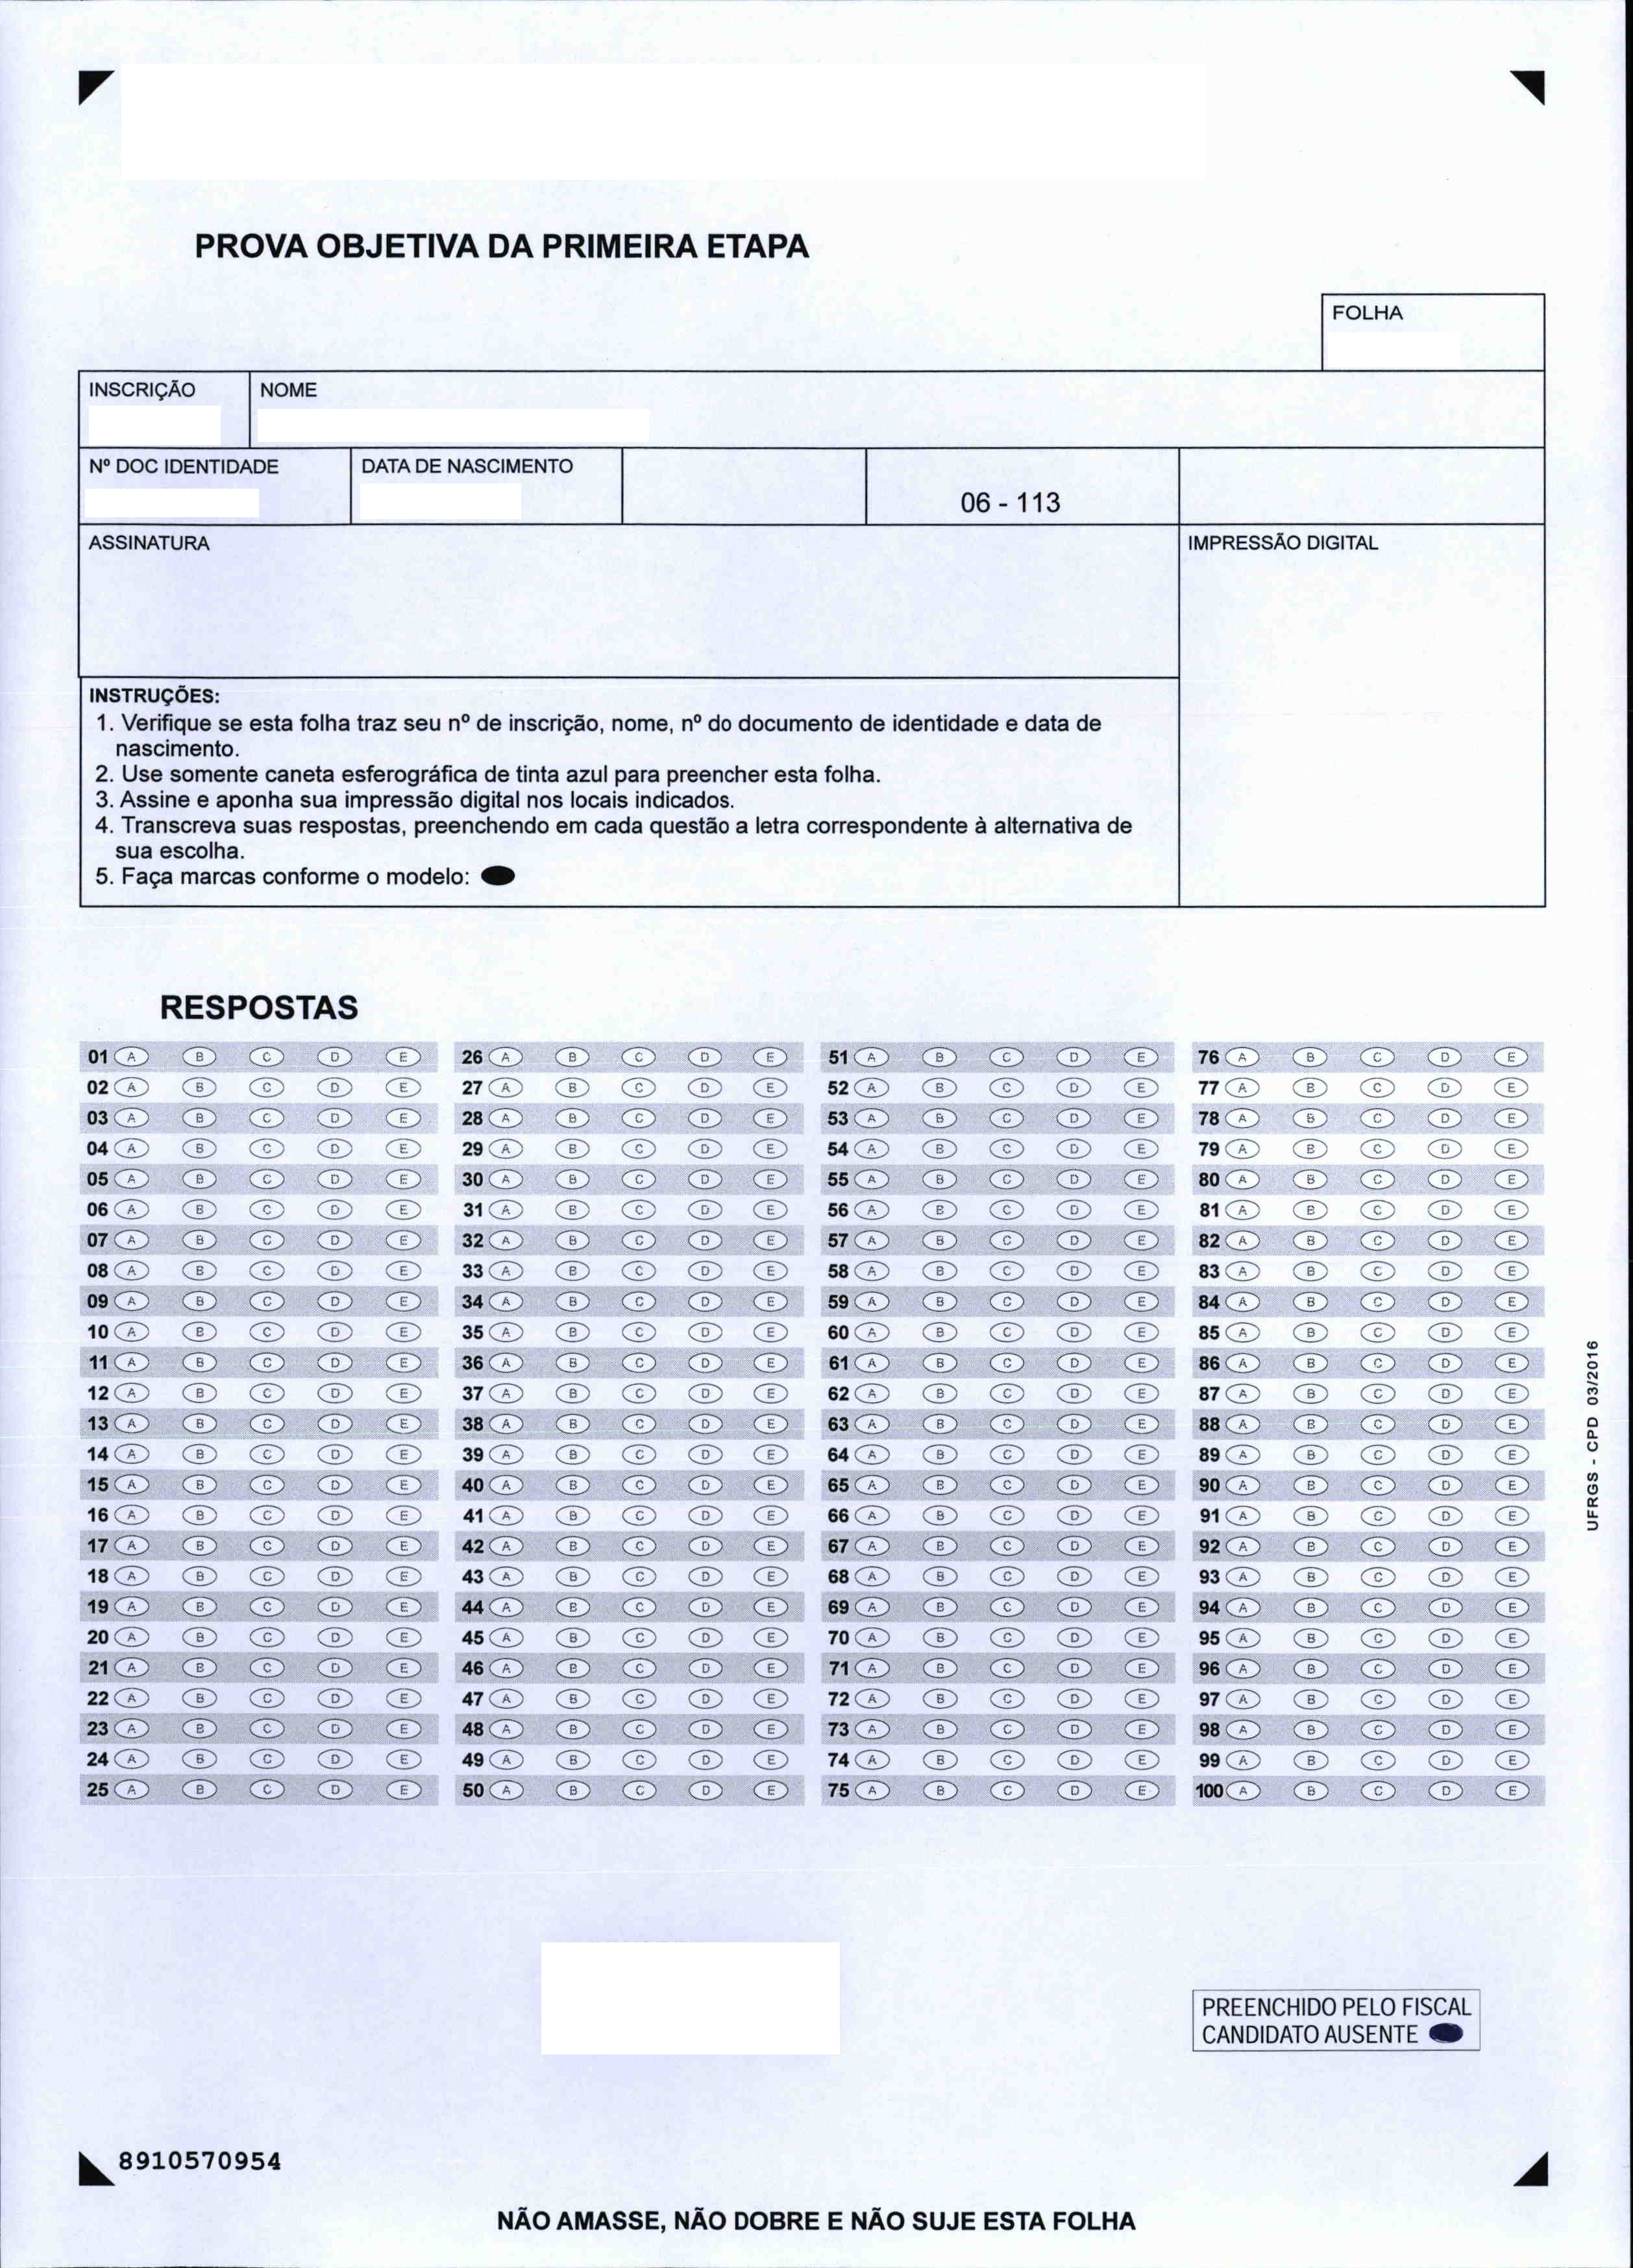 PROVA OBJETIVA DA PRIMEIRA ETAPA
FOLHA
INSCRIÇÃO NOME
Nº DOC IDENTIDADE DATA DE NASCIMENTO
06 - 113
ASSINATURA IMPRESSÃO DIGITAL
INSTRUÇÕES:
1. Verifique se esta folha traz seu nº de inscrição, nome, nº do documento de identidade e data de
nascimento.
2. Use somente caneta esferográfica de tinta azul para preencher esta folha.
3. Assine e aponha sua impressão digital nos locais indicados.
4. Transcreva suas respostas, preenchendo em cada questão a letra correspondente à alternativa de
sua escolha.
5. Faça marcas conforme o modelo:
RESPOSTAS
01 A B C D E 26 A B C D E 51 A B C D E 76 A B C D E
02 A B C D E 27 A B C D E 52 A B C D E 77 A B C D E
03 A B C D E 28 A B C D E 53 A B C D E 78 A B C D E
04 A B C D E 29 A B C D E 54 A B C D E 79 A B C D E
05 A B C D E 30 A B C D E 55 A B C D E 80 A B C D E
06 A B C D E 31 A B C D E 56 A B C D E 81 A B C D E
07 A B C D E 32 A B C D E 57 A B C D E 82 A B C D E
08 A B C D E 33 A B C D E 58 A B C D E 83 A B C D E
09 A B C D E 34 A B C D E 59 A B C D E 84 A B C D E
10 A B C D E 35 A B C D E 60 A B C D E 85 A B C D E
11 A B C D E 36 A B C D E 61 A B C D E 86 A B C D E
12 A B C D E 37 A B C D E 62 A B C D E 87 A B C D E
13 A B C D E 38 A B C D E 63 A B C D E 88 A B C D E
14 A B C D E 39 A B C D E 64 A B C D E 89 A B C D E
15 A B C D E 40 A B C D E 65 A B C D E 90 A B C D E
16 A B C D E 41 A B C D E 66 A B C D E 91 A B C D E
17 A B C D E 42 A B C D E 67 A B C D E 92 A B C D E
18 A B C D E 43 A B C D E 68 A B C D E 93 A B C D E
19 A B C D E 44 A B C D E 69 A B C D E 94 A B C D E
20 A B C D E 45 A B C D E 70 A B C D E 95 A B C D E
21 A B C D E 46 A B C D E 71 A B C D E 96 A B C D E
22 A B C D E 47 A B C D E 72 A B C D E 97 A B C D E
23 A B C D E 48 A B C D E 73 A B C D E 98 A B C D E
24 A B C D E 49 A B C D E 74 A B C D E 99 A B C D E
25 A B C D E 50 A B C D E 75 A B C D E 100 A B C D E
UFRGS - CPD 03/2016
PREENCHIDO PELO FISCAL
CANDIDATO AUSENTE
8910570954
NÃO AMASSE, NÃO DOBRE E NÃO SUJE ESTA FOLHA